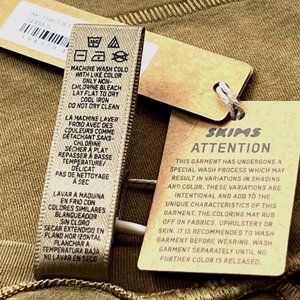 MACHINE WASH COLD
WITH LIKE COLOR
ONLY NON-
CHLORINE BLEACH
LAY FLAT TO DRY
COOL IRON
DO NOT DRY CLEAN
LA MACHINE LAVER
FROID AVEC DES
COULEURS COMME
DÉTACHANT SANS-
CHLORINE
SÉCHER À PLAT
REPASSER À BASSE
TEMPÉRATURE/
DÉLICAT
PAS DE NETTOYAGE
À SEC
LAVAR A MAQUINA
EN FRIO CON
COLORES SIMILARES
BLANQUEADOR
SIN CLORO
SECAR EXTENDIDO EN
PLANO HORIZONTAL
PLANCHAR A
TEMPERATURA BAJA
NO LAVAR EN SECO
SKIMS
ATTENTION
THIS GARMENT HAS UNDERGONE A
SPECIAL WASH PROCESS WHICH MAY
RESULT IN VARIATIONS IN SHADING
AND COLOR. THESE VARIATIONS ARE
INTENTIONAL AND ADD TO THE
UNIQUE CHARACTERISTICS OF THIS
GARMENT. THE COLORING MAY RUB
OFF ON FABRICS, UPHOLSTERY OR
SKIN. IT IS RECOMMENDED TO WASH
GARMENT BEFORE WEARING. WASH
SEPARATELY UNTIL NO FURTHER
COLOR IS RELEASED.